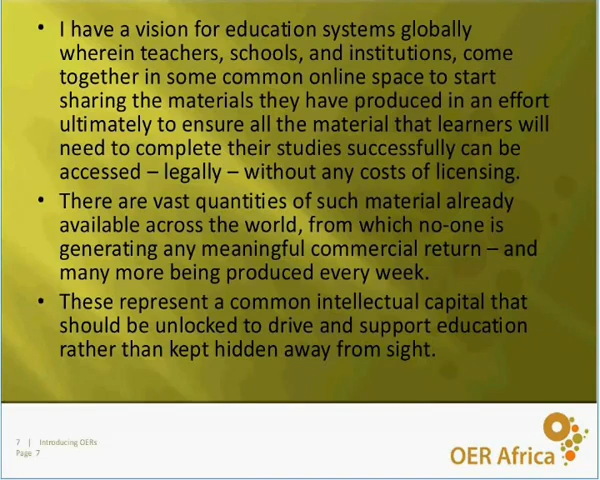 • I have a vision for education systems globally
wherein teachers, schools, and institutions, come
together in some common online space to start
sharing the materials they have produced in an effort
ultimately to ensure all the material that learners will
need to complete their studies successfully can be
accessed – legally – without any costs of licensing.
• There are vast quantities of such material already
available across the world, from which no-one is
generating any meaningful commercial return – and
many more being produced every week.
• These represent a common intellectual capital that
should be unlocked to drive and support education
rather than kept hidden away from sight.
7 | Introducing OERs
Page 7
OER Africa